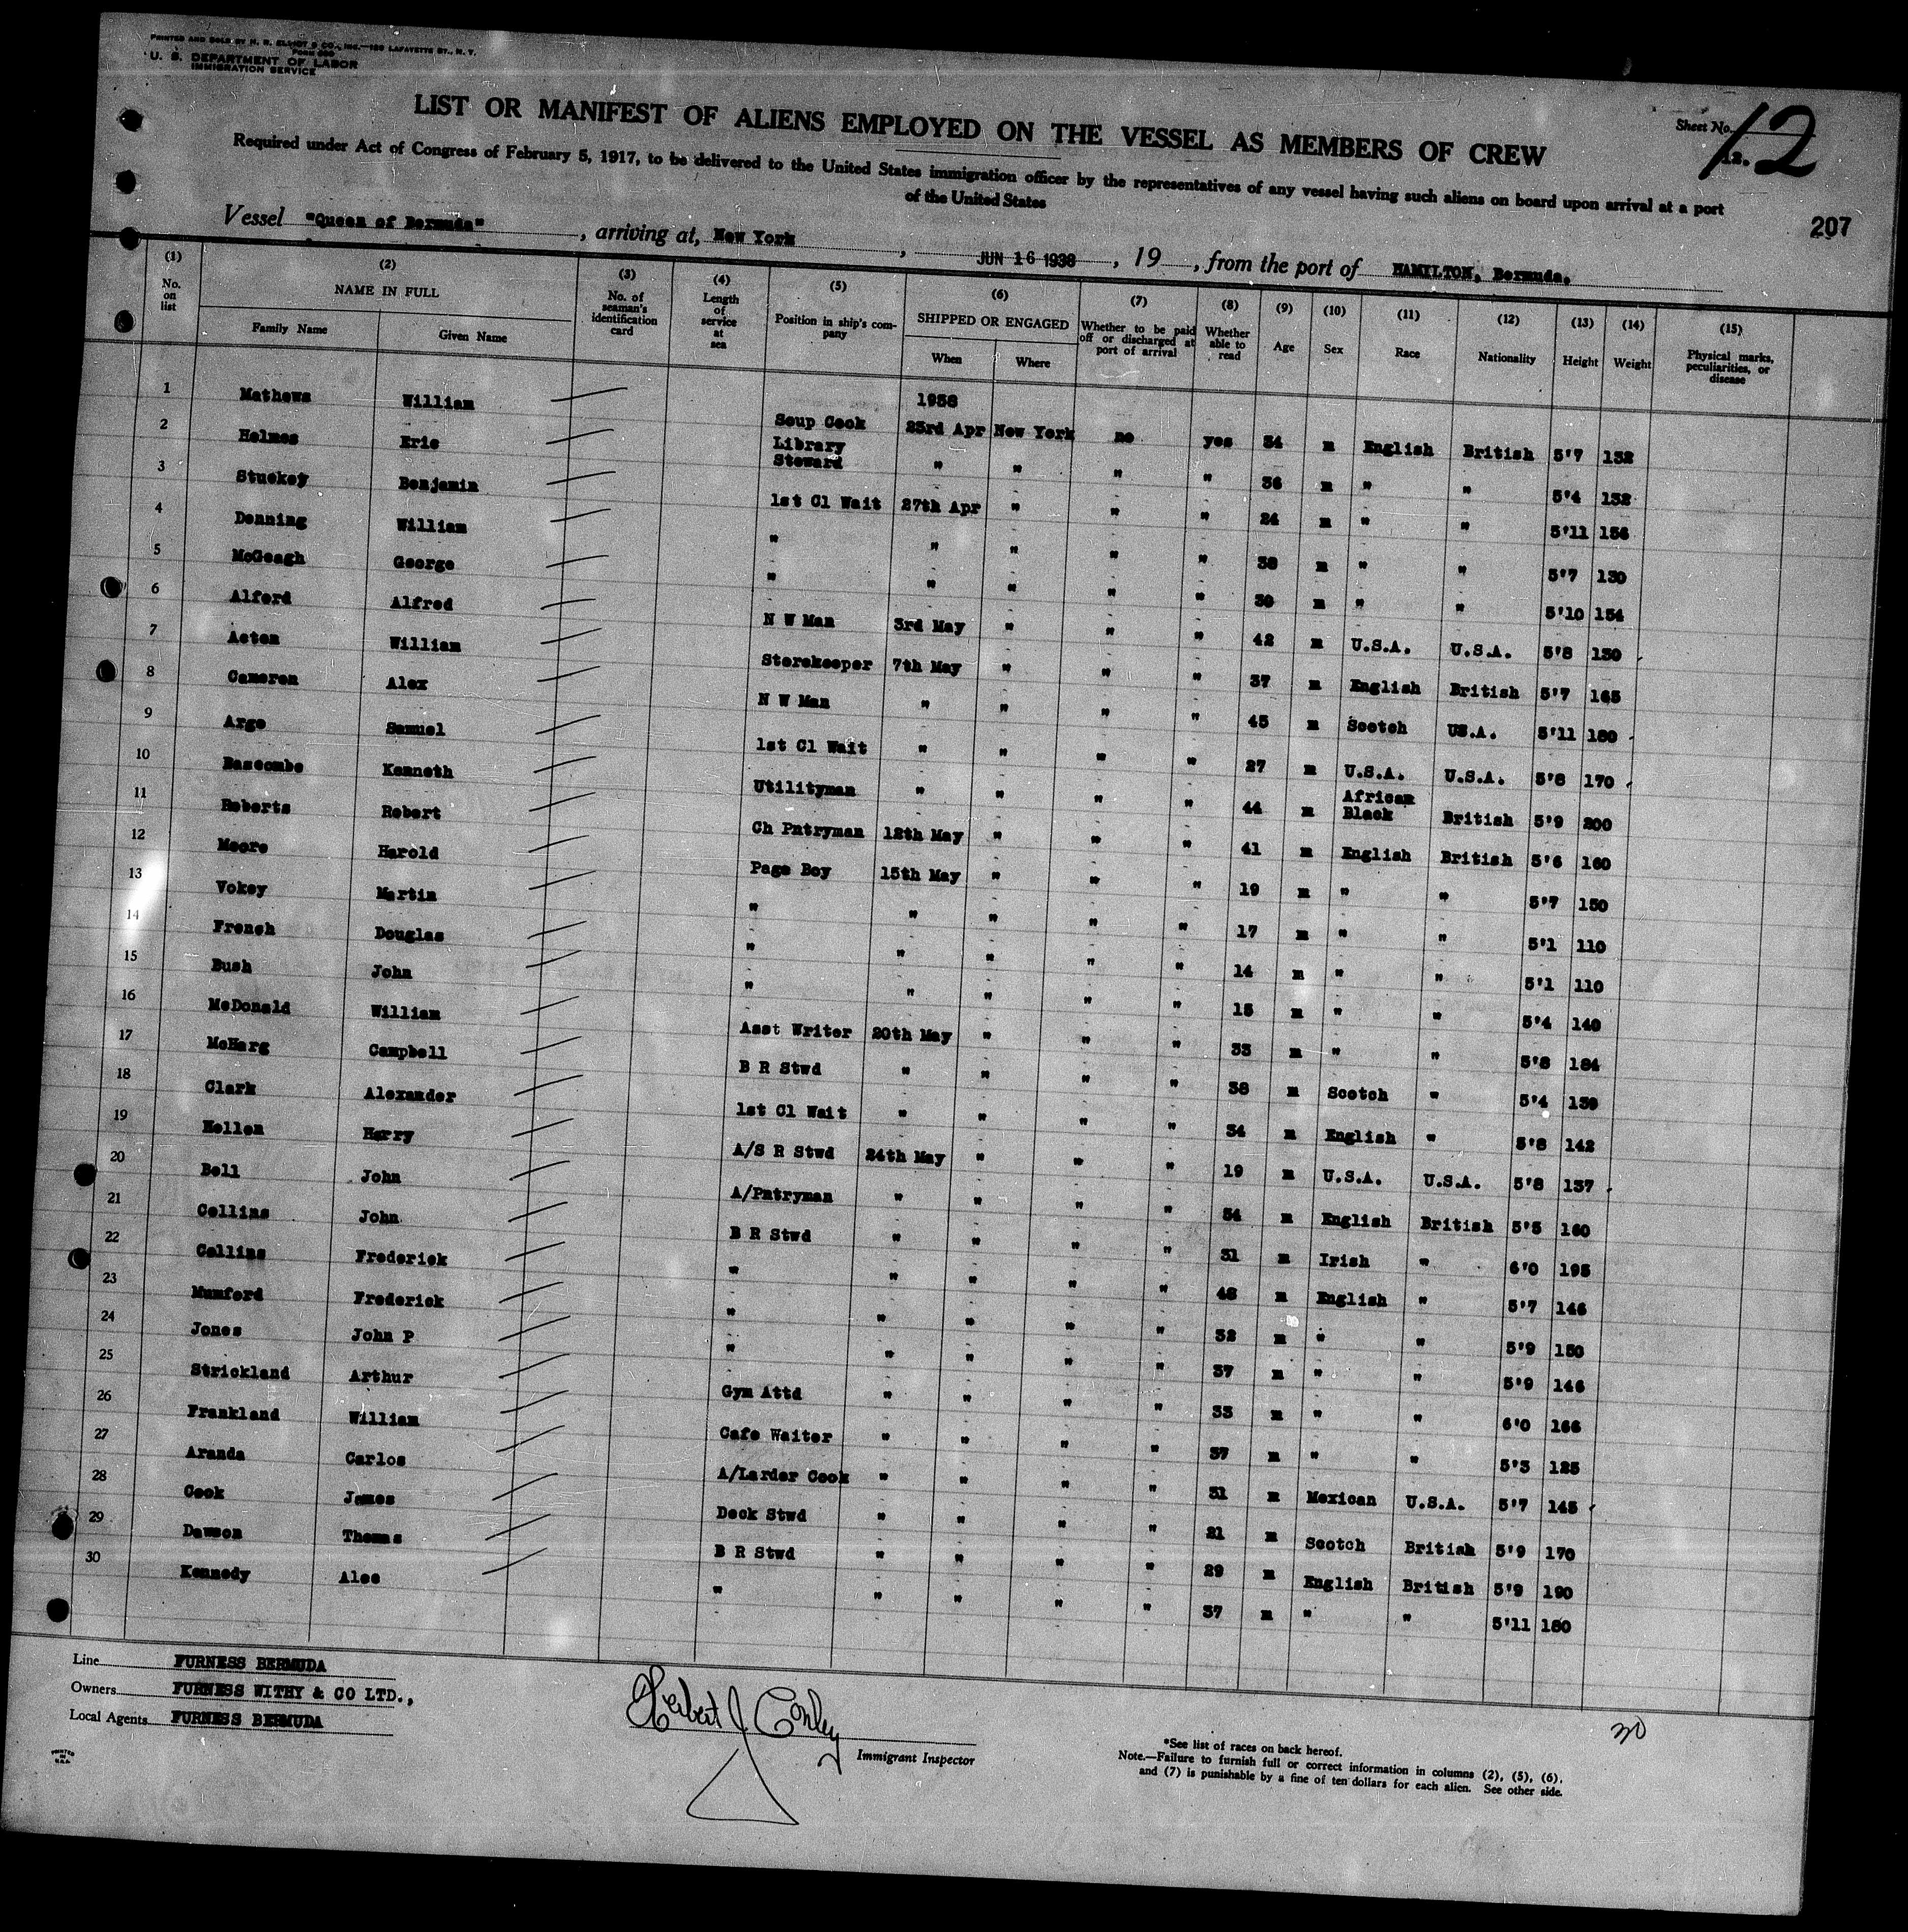 PRINTED AND SOLD BY H. B. ELLIOT & CO., INC.—109 LAFAYETTE ST., N. Y.
U. S. DEPARTMENT OF LABOR
IMMIGRATION SERVICE
LIST OR MANIFEST OF ALIENS EMPLOYED ON THE VESSEL AS MEMBERS OF CREW
Sheet No. 12.
12
Required under Act of Congress of February 5, 1917, to be delivered to the United States immigration officer by the representatives of any vessel having such aliens on board upon arrival at a port
of the United States
207
Vessel "Queen of Bermuda", arriving at, New York, JUN 16 1938, 19, from the port of HAMILTON, Bermuda.
(1) No. on list (2) NAME IN FULL Family Name Given Name (3) No. of seaman's identification card (4) Length of service at sea (5) Position in ship's company (6) SHIPPED OR ENGAGED When Where (7) Whether to be paid off or discharged at port of arrival (8) Whether able to read (9) Age (10) Sex (11) Race (12) Nationality (13) Height (14) Weight (15) Physical marks, peculiarities, or disease
1938
1 Mathews William Soup Cook 23rd Apr New York no yes 34 m English British 5'7 132
2 Holmes Eric Library Steward " " " " 36 m " " 5'4 132
3 Stuckey Benjamin 1st Cl Wait 27th Apr " " " 24 m " " 5'11 156
4 Denning William " " " " " 38 m " " 5'7 130
5 McGeagh George " " " " " 30 m " " 5'10 154
6 Alford Alfred N W Man 3rd May " " " 42 m U.S.A. U.S.A. 5'8 130
7 Acton William Storekeeper 7th May " " " 37 m English British 5'7 165
8 Cameron Alex N W Man " " " " 45 m Scotch US.A. 5'11 180
9 Argo Samuel 1st Cl Wait " " " " 27 m U.S.A. U.S.A. 5'8 170
10 Bascombe Kenneth Utilityman " " " " 44 m African Black British 5'9 200
11 Roberts Robert Ch Pntryman 12th May " " " 41 m English British 5'6 160
12 Moore Harold Page Boy 15th May " " " 19 m " " 5'7 150
13 Vokey Martin " " " " " 17 m " " 5'1 110
14 French Douglas " " " " " 14 m " " 5'1 110
15 Bush John " " " " " 15 m " " 5'4 140
16 McDonald William Asst Writer 20th May " " " 33 m " " 5'8 184
17 McHarg Campbell B R Stwd " " " " 38 m Scotch " 5'4 139
18 Clark Alexander 1st Cl Wait " " " " 34 m English " 5'8 142
19 Hollen Harry A/S R Stwd 24th May " " " 19 m U.S.A. U.S.A. 5'8 137
20 Bell John A/Pntryman " " " " 54 m English British 5'5 160
21 Collins John B R Stwd " " " " 31 m Irish " 6'0 195
22 Collins Frederick " " " " " 48 m English " 5'7 146
23 Mumford Frederick " " " " " 32 m " " 5'9 150
24 Jones John P " " " " " 37 m " " 5'9 146
25 Strickland Arthur Gym Attd " " " " 33 m " " 6'0 166
26 Frankland William Cafe Waiter " " " " 37 m " " 5'3 125
27 Aranda Carlos A/Larder Cook " " " " 31 m Mexican U.S.A. 5'7 145
28 Cook James Deck Stwd " " " " 21 m Scotch British 5'9 170
29 Dawson Thomas B R Stwd " " " " 29 m English British 5'9 190
30 Kennedy Alec " " " " " 37 m " " 5'11 180
Line FURNESS BERMUDA
Owners FURNESS WITHY & CO LTD.,
Local Agents FURNESS BERMUDA
PRINTED IN U.S.A.
Herbert J Conley
Immigrant Inspector
30
*See list of races on back hereof.
Note.—Failure to furnish full or correct information in columns (2), (5), (6),
and (7) is punishable by a fine of ten dollars for each alien. See other side.